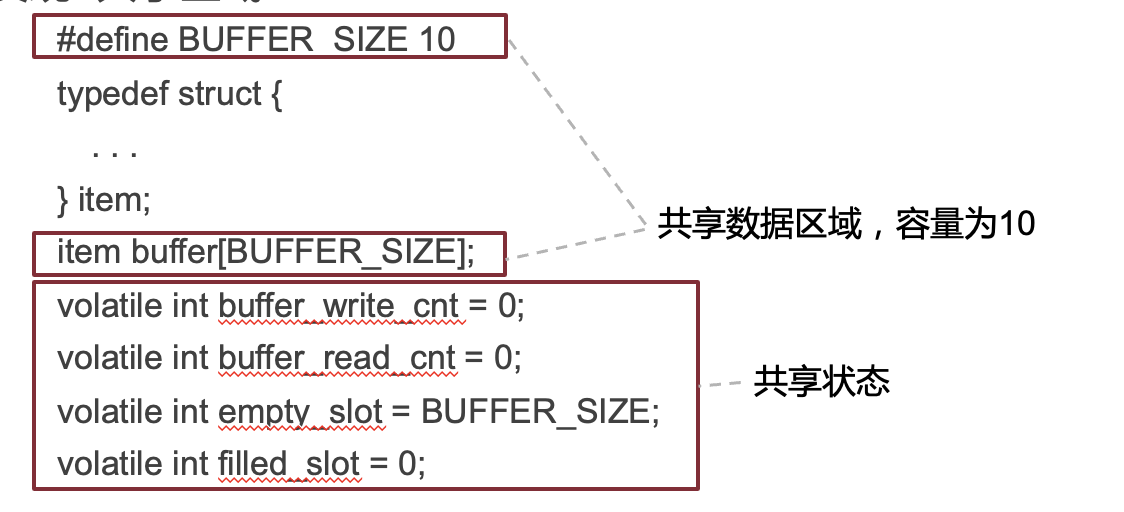 #define BUFFER_SIZE 10
typedef struct {
. . .
} item;
共享数据区域，容量为10
item buffer[BUFFER_SIZE];
volatile int buffer_write_cnt = 0;
volatile int buffer_read_cnt = 0;
共享状态
volatile int empty_slot = BUFFER_SIZE;
volatile int filled_slot = 0;